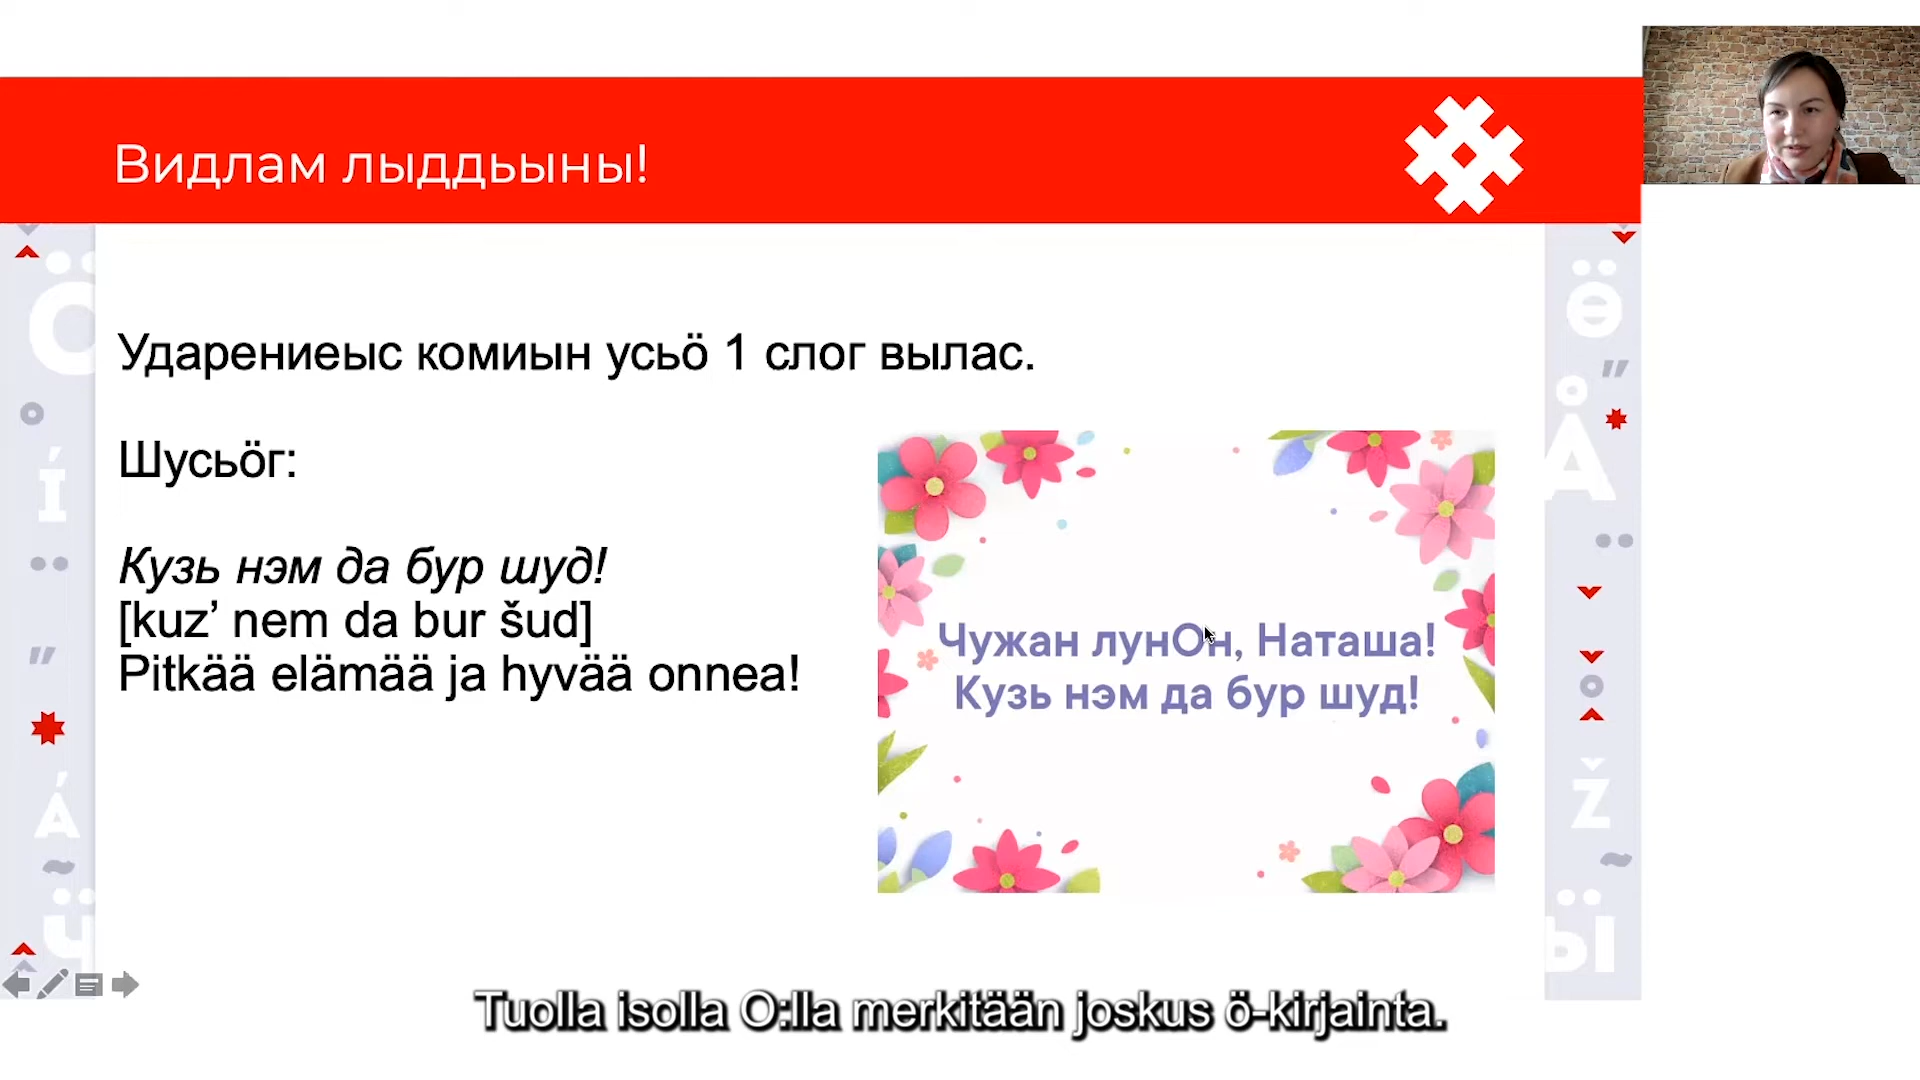 Видлам лыддьыны!
Ударениеыс комиын усьӧ 1 слог вылас.
Шусьӧг:
Кузь нэм да бур шуд!
[kuz’ nem da bur šud]
Pitkää elämää ja hyvää onnea!
Чужан лунОн, Наташа!
Кузь нэм да бур шуд!
Tuolla isolla O:lla merkitään joskus ö-kirjainta.